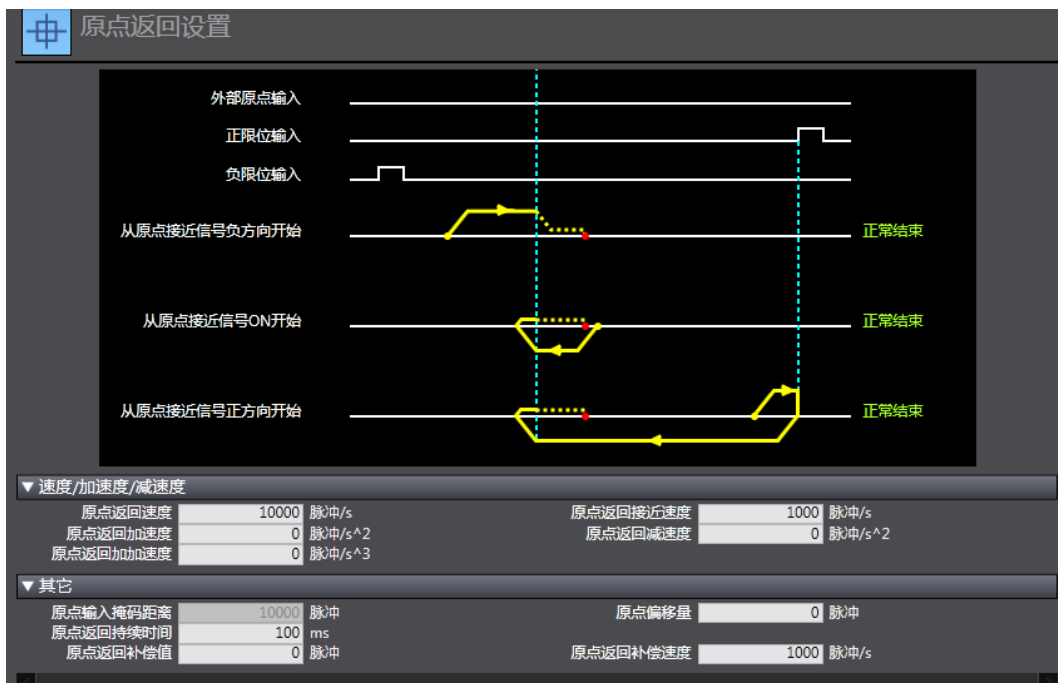 原点返回设置
外部原点输入
正限位输入
负限位输入
从原点接近信号负方向开始 正常结束
从原点接近信号ON开始 正常结束
从原点接近信号正方向开始 正常结束
▼速度/加速度/减速度
原点返回速度 10000 脉冲/s 原点返回接近速度 1000 脉冲/s
原点返回加速度 0 脉冲/s^2 原点返回减速度 0 脉冲/s^2
原点返回加加速度 0 脉冲/s^3
▼其它
原点输入掩码距离 10000 脉冲 原点偏移量 0 脉冲
原点返回持续时间 100 ms
原点返回补偿值 0 脉冲 原点返回补偿速度 1000 脉冲/s